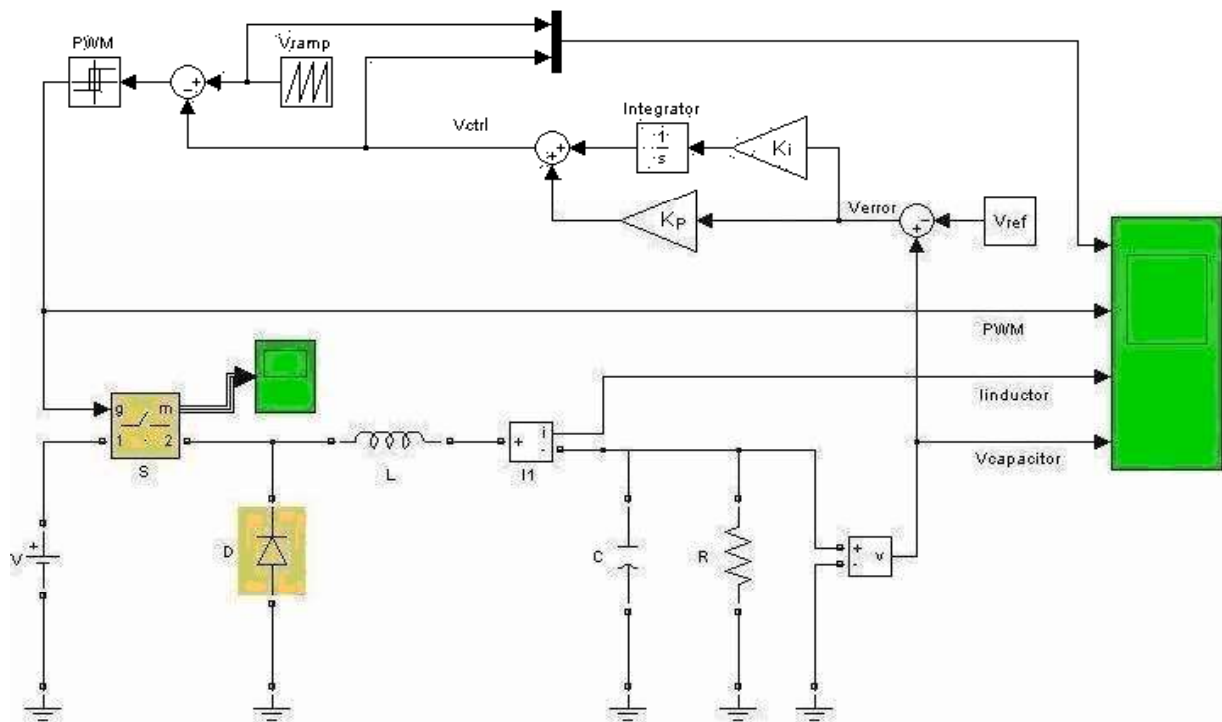 PWM
Vramp
Integrator
Vctrl
1
s
Ki
Kp
Verror
Vref
PWM
g m
1 2
S
Iinductor
Vcapacitor
i
L
I1
V
D
C
R
v